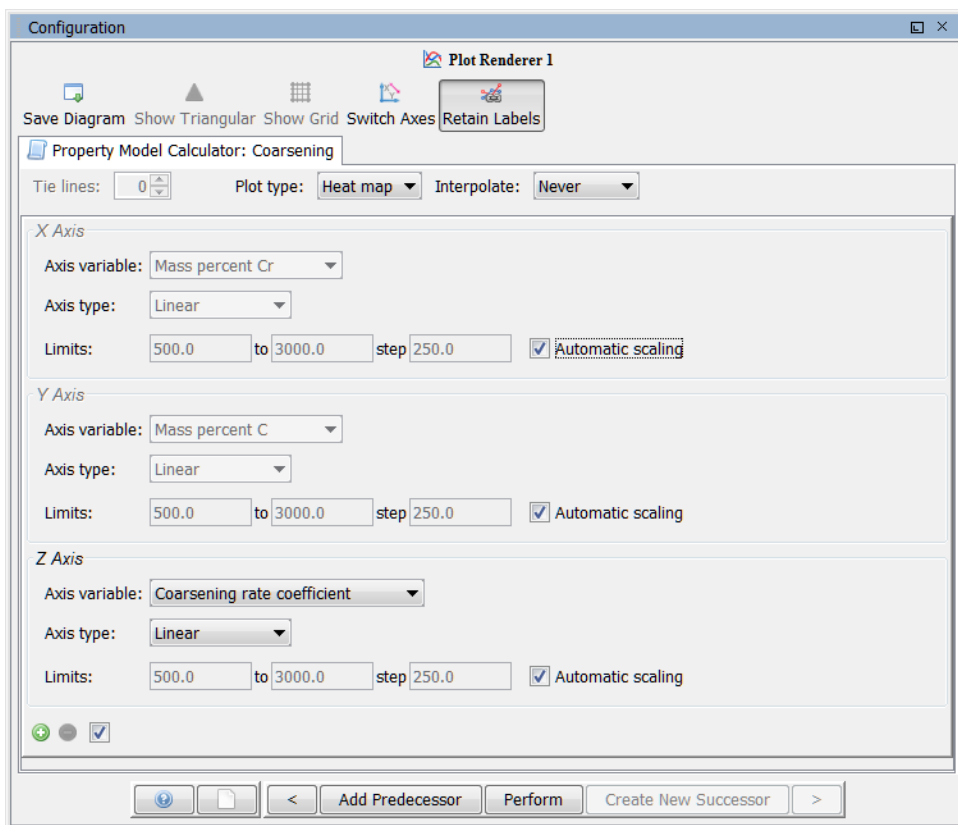 Configuration
Plot Renderer 1
Save Diagram Show Triangular Show Grid Switch Axes Retain Labels
Property Model Calculator: Coarsening
Tie lines: 0 Plot type: Heat map Interpolate: Never
X Axis
Axis variable: Mass percent Cr
Axis type: Linear
Limits: 500.0 to 3000.0 step 250.0 Automatic scaling
Y Axis
Axis variable: Mass percent C
Axis type: Linear
Limits: 500.0 to 3000.0 step 250.0 Automatic scaling
Z Axis
Axis variable: Coarsening rate coefficient
Axis type: Linear
Limits: 500.0 to 3000.0 step 250.0 Automatic scaling
< Add Predecessor Perform Create New Successor >